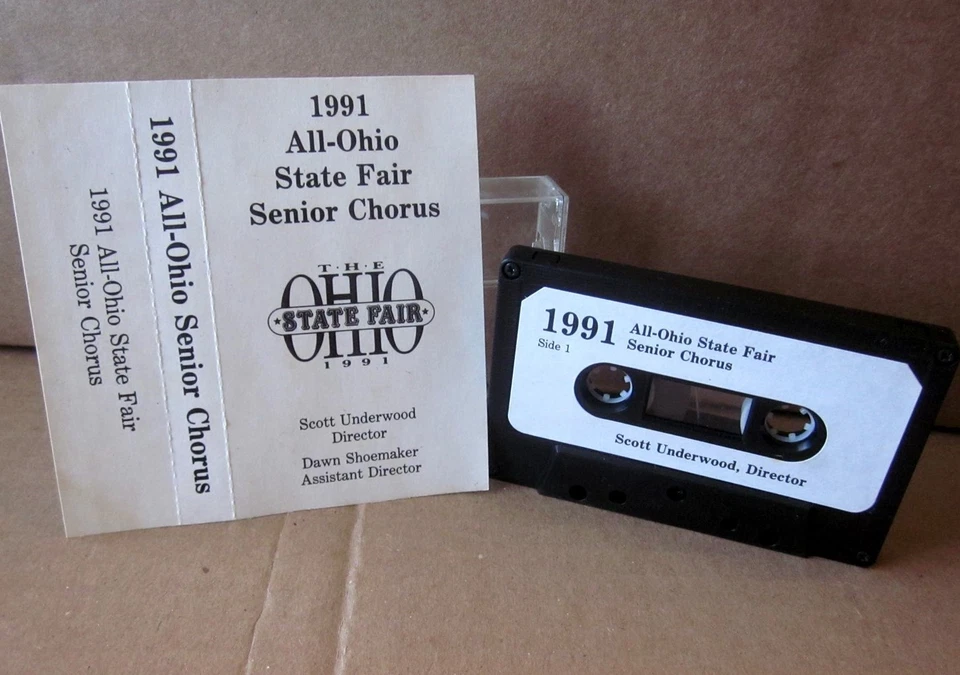 1991
All-Ohio
State Fair
Senior Chorus
T·H·E
OHIO
STATE FAIR
1991
Scott Underwood
Director
Dawn Shoemaker
Assistant Director
1991 All-Ohio Senior Chorus
1991 All-Ohio State Fair
Senior Chorus
1991 All-Ohio State Fair
Senior Chorus
Side 1
Scott Underwood, Director